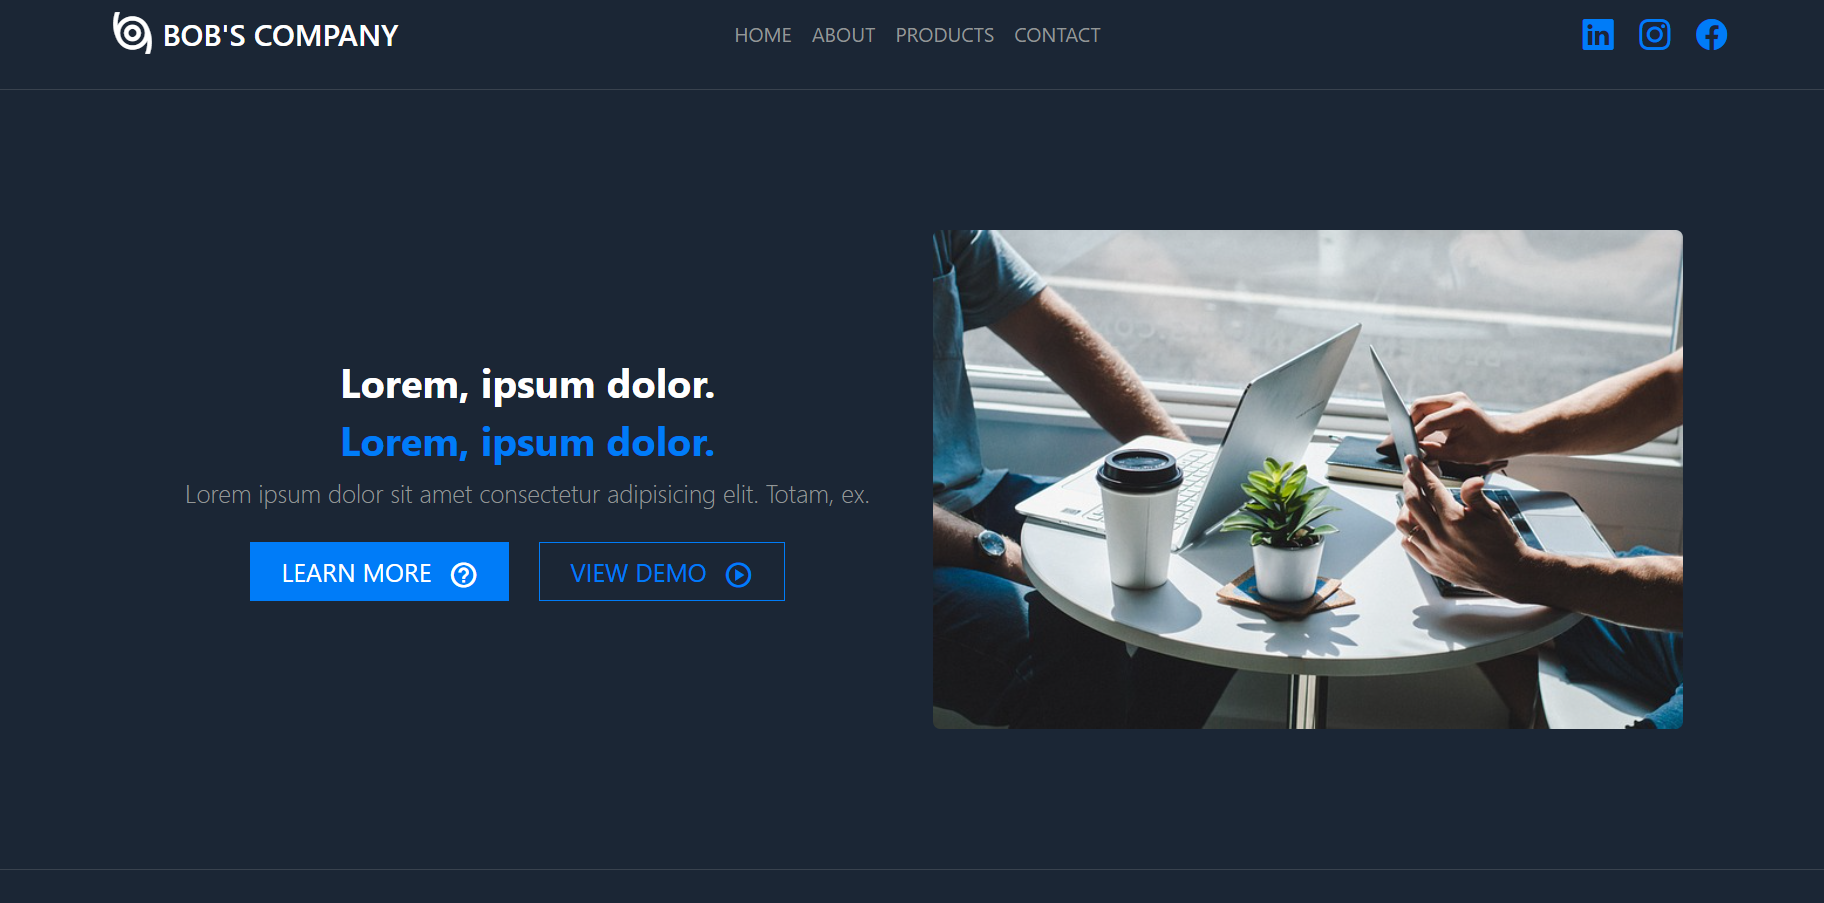 BOB'S COMPANY
HOME ABOUT PRODUCTS CONTACT
Lorem, ipsum dolor.
Lorem, ipsum dolor.
Lorem ipsum dolor sit amet consectetur adipisicing elit. Totam, ex.
LEARN MORE
VIEW DEMO